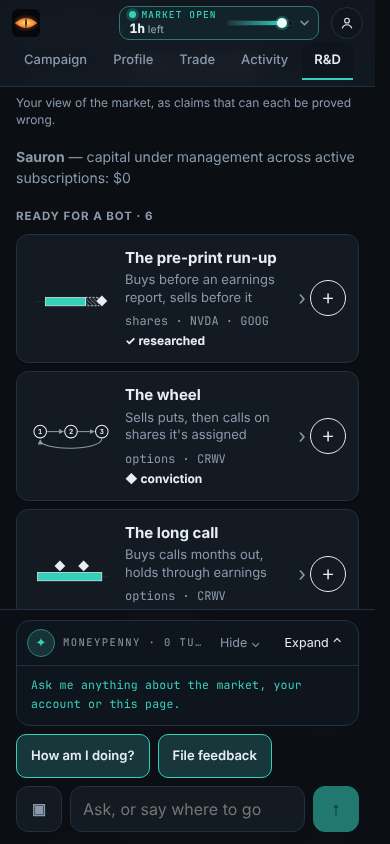 MARKET OPEN
1h left
Campaign Profile Trade Activity R&D
Your view of the market, as claims that can each be proved
wrong.
Sauron — capital under management across active
subscriptions: $0
READY FOR A BOT · 6
The pre-print run-up
Buys before an earnings
report, sells before it
shares · NVDA · GOOG
✓ researched
The wheel
1 2 3
Sells puts, then calls on
shares it's assigned
options · CRWV
◆ conviction
The long call
Buys calls months out,
holds through earnings
options · CRWV
MONEYPENNY · 0 TU… Hide Expand
Ask me anything about the market, your
account or this page.
How am I doing? File feedback
Ask, or say where to go